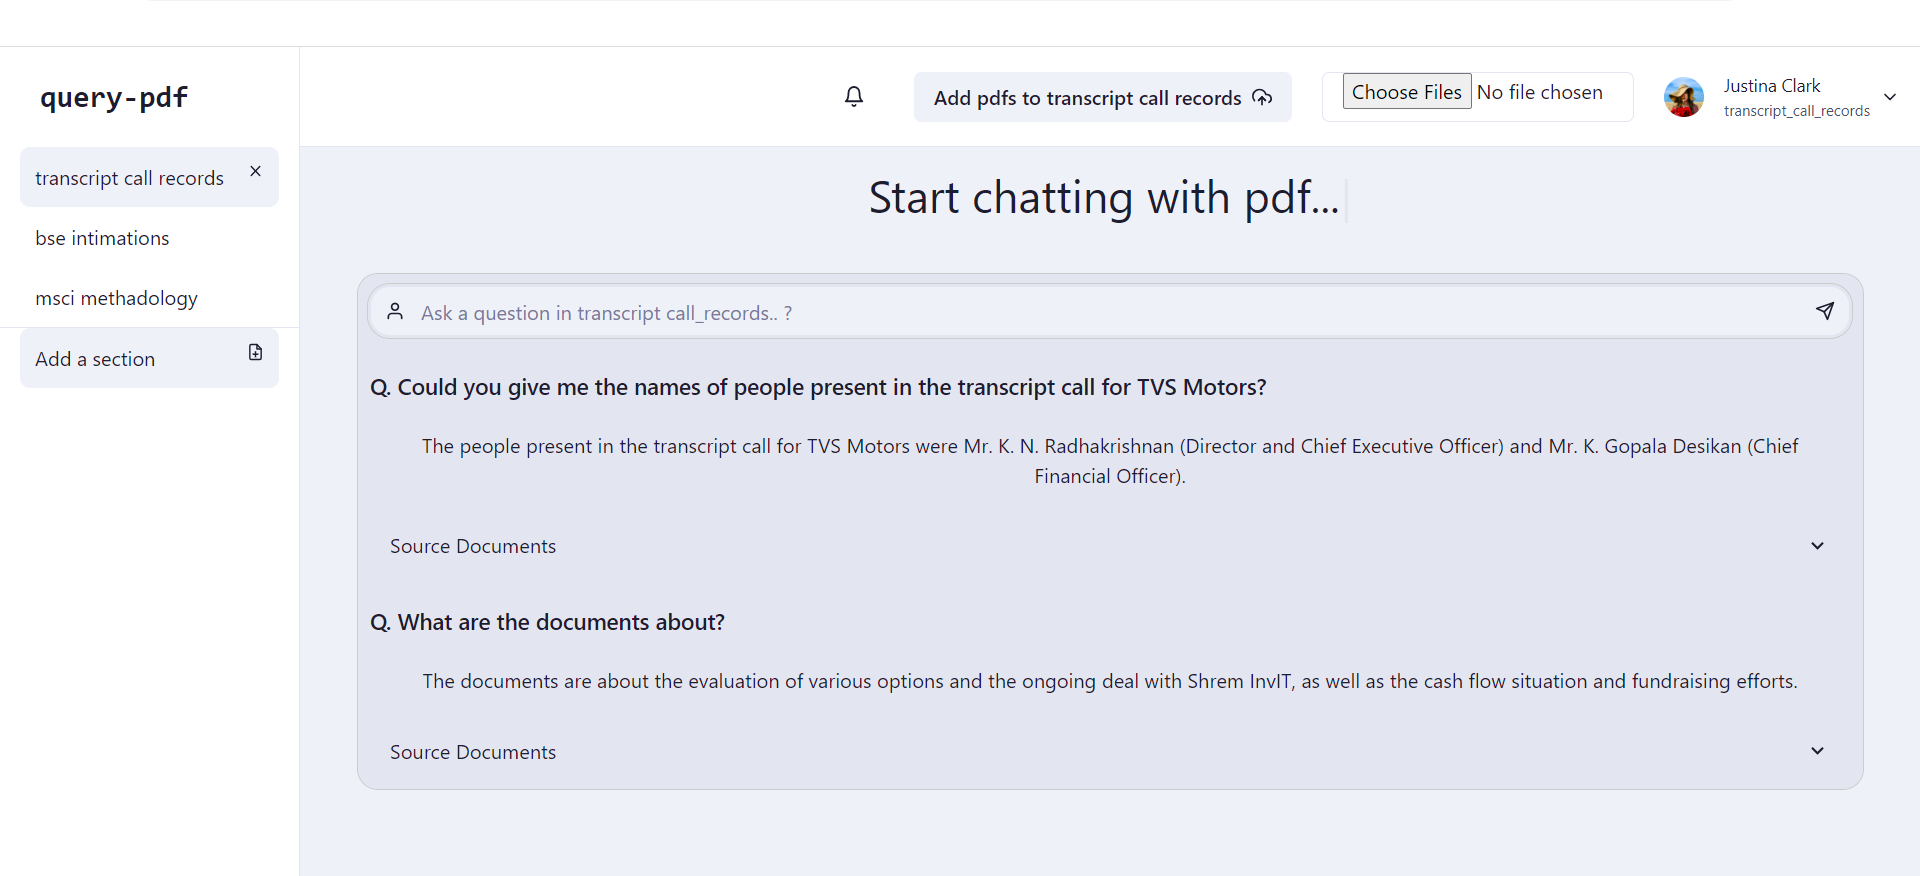 query-pdf
Add pdfs to transcript call records
Choose Files No file chosen
Justina Clark
transcript_call_records
transcript call records
bse intimations
msci methadology
Add a section
Start chatting with pdf...
Ask a question in transcript call_records.. ?
Q. Could you give me the names of people present in the transcript call for TVS Motors?
The people present in the transcript call for TVS Motors were Mr. K. N. Radhakrishnan (Director and Chief Executive Officer) and Mr. K. Gopala Desikan (Chief
Financial Officer).
Source Documents
Q. What are the documents about?
The documents are about the evaluation of various options and the ongoing deal with Shrem InvIT, as well as the cash flow situation and fundraising efforts.
Source Documents